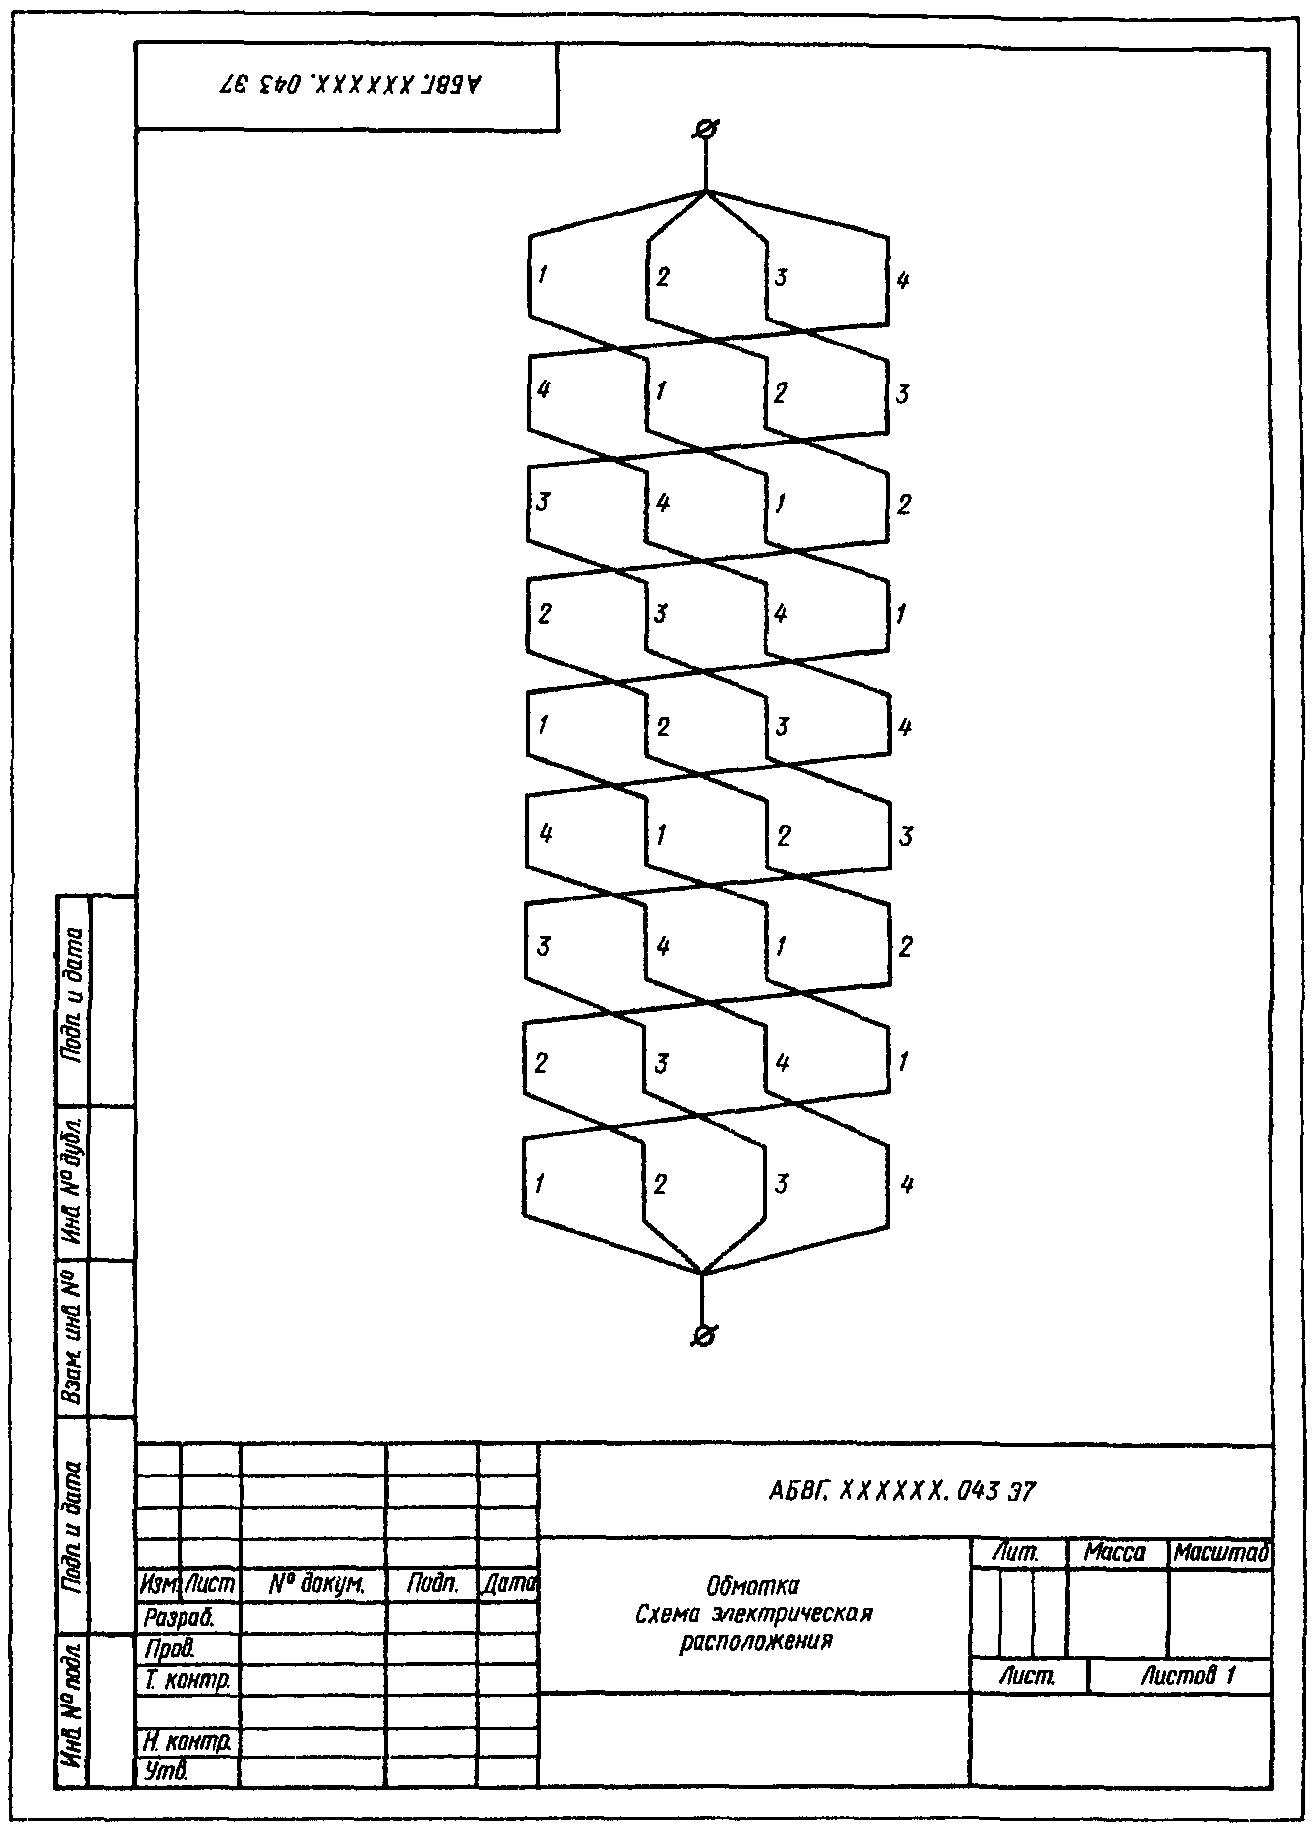 АБВГ. XXXXXX. 043 Э7
1 2 3 4
4 1 2 3
3 4 1 2
2 3 4 1
1 2 3 4
4 1 2 3
3 4 1 2
2 3 4 1
1 2 3 4
Подп. и дата
Инв. № дубл.
Взам. инв. №
Подп. и дата
Инв. № подл.
АБВГ. XXXXXX. 043 Э7
Лит. Масса Масштаб
Изм. Лист № докум. Подп. Дата
Обмотка
Схема электрическая
расположения
Разраб.
Пров.
Т. контр.
Лист. Листов 1
Н. контр.
Утв.